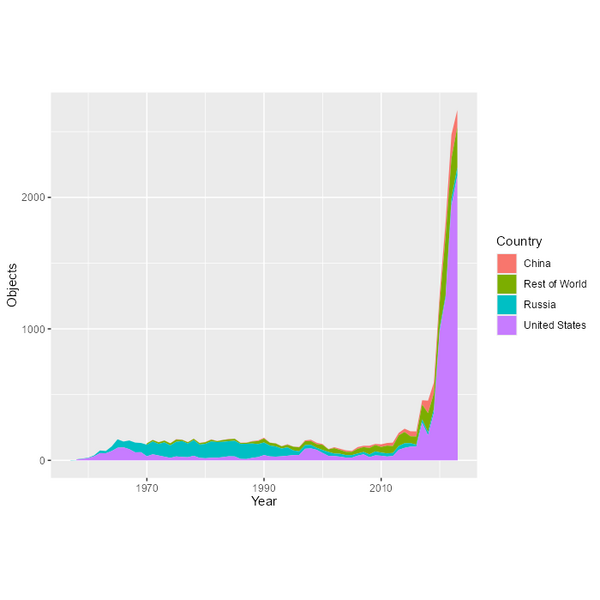 2000
1000
0
1970
1990
2010
Year
Objects
Country
China
Rest of World
Russia
United States